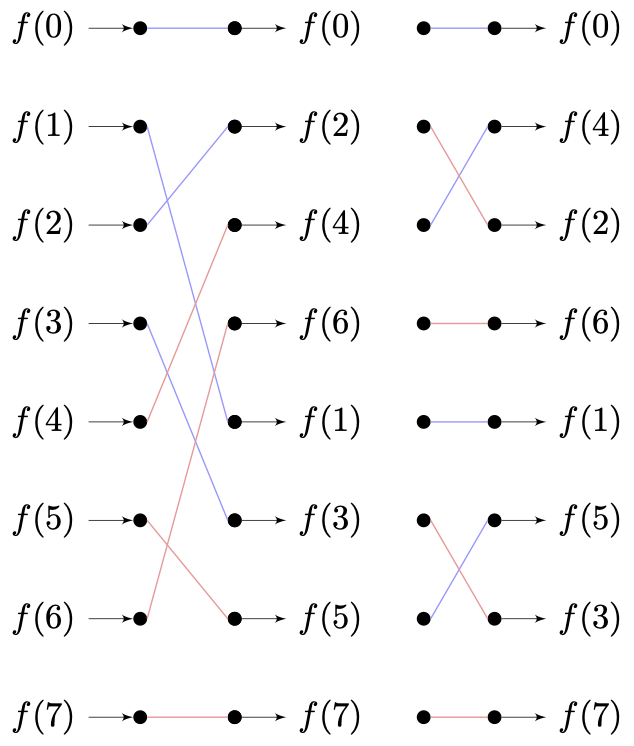 f(0) f(0) f(0)
f(1) f(2) f(4)
f(2) f(4) f(2)
f(3) f(6) f(6)
f(4) f(1) f(1)
f(5) f(3) f(5)
f(6) f(5) f(3)
f(7) f(7) f(7)